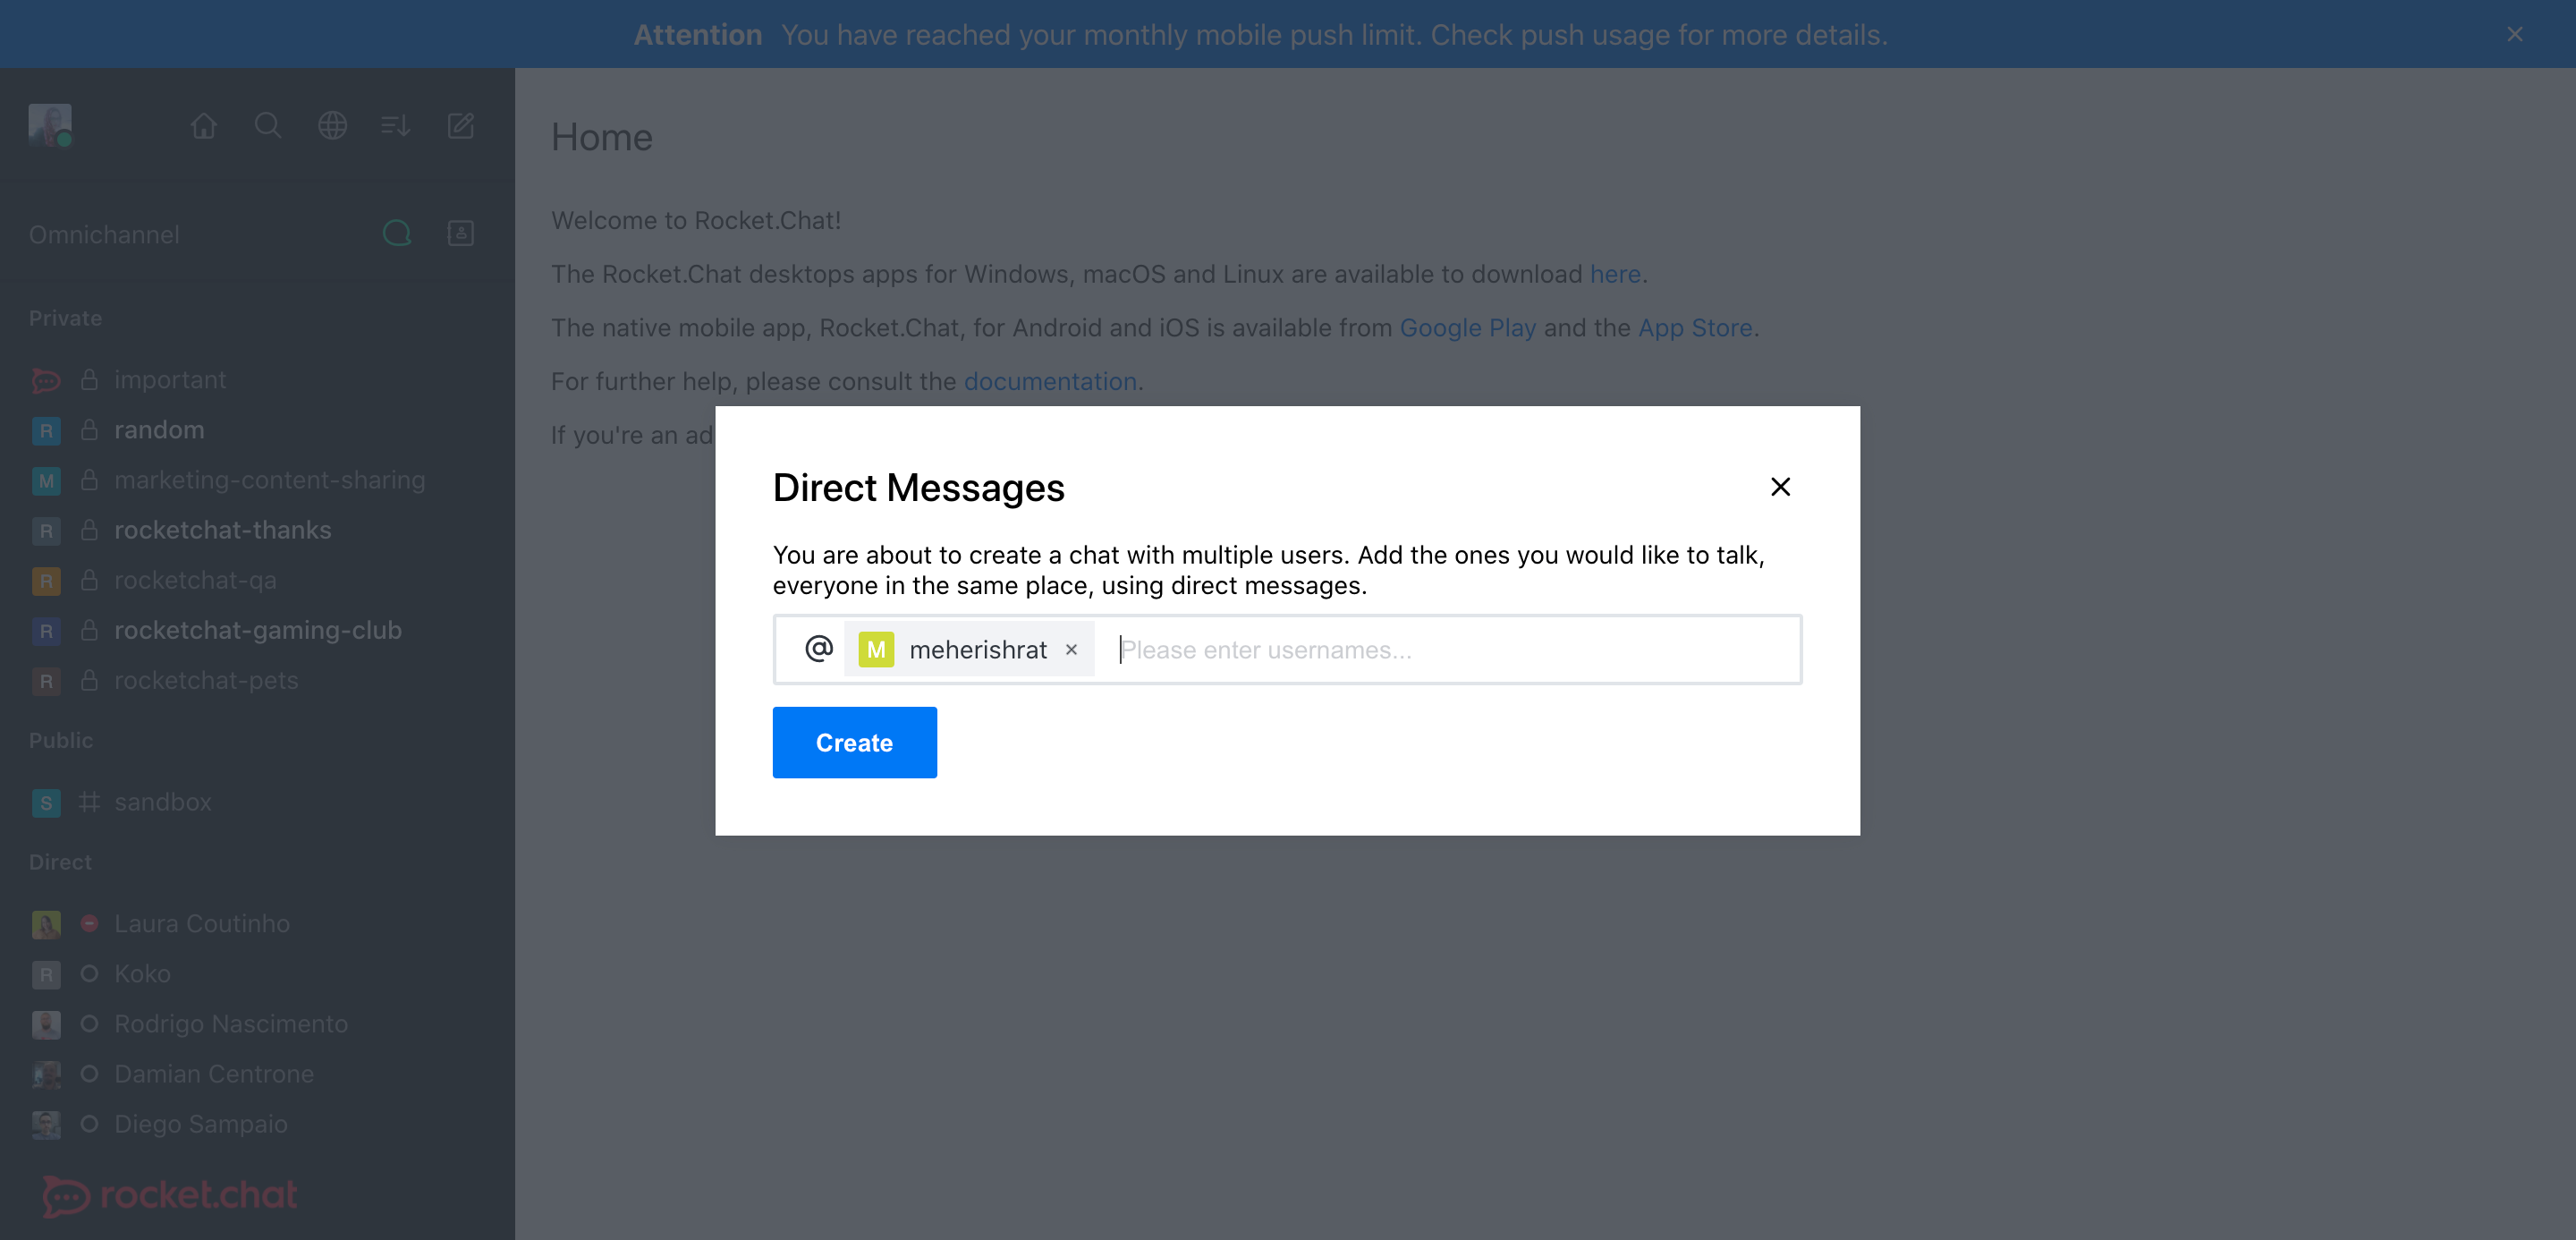 Attention You have reached your monthly mobile push limit. Check push usage for more details.
Omnichannel
Private
important
R random
M marketing-content-sharing
R rocketchat-thanks
R rocketchat-qa
R rocketchat-gaming-club
R rocketchat-pets
Public
S sandbox
Direct
Laura Coutinho
R Koko
Rodrigo Nascimento
Damian Centrone
Diego Sampaio
rocket.chat
Home
Welcome to Rocket.Chat!
The Rocket.Chat desktops apps for Windows, macOS and Linux are available to download here.
The native mobile app, Rocket.Chat, for Android and iOS is available from Google Play and the App Store.
For further help, please consult the documentation.
If you're an ad
Direct Messages
You are about to create a chat with multiple users. Add the ones you would like to talk,
everyone in the same place, using direct messages.
@ M meherishrat × Please enter usernames...
Create